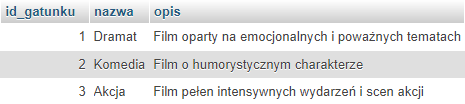 id_gatunku nazwa opis
1 Dramat Film oparty na emocjonalnych i poważnych tematach
2 Komedia Film o humorystycznym charakterze
3 Akcja Film pełen intensywnych wydarzeń i scen akcji